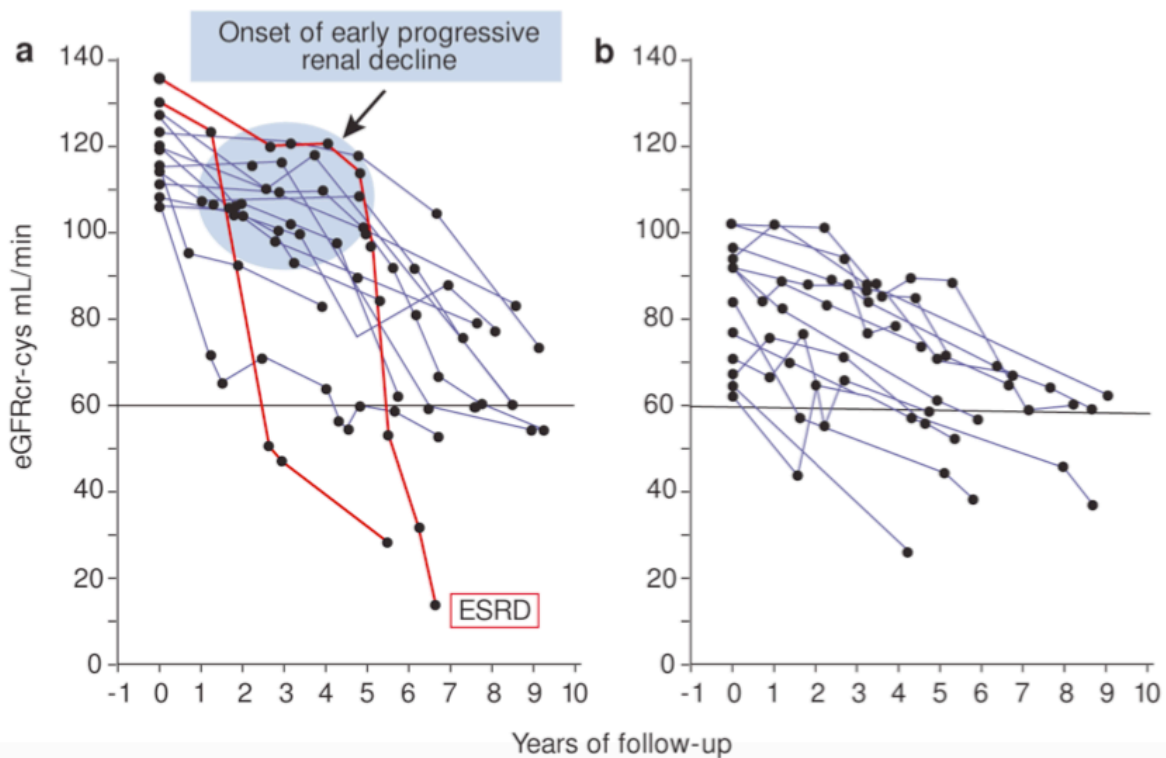 Onset of early progressive
renal decline
a
140
120
100
80
60
40
20
0
-1 0 1 2 3 4 5 6 7 8 9 10
eGFRcr-cys mL/min
ESRD
b
140
120
100
80
60
40
20
0
-1 0 1 2 3 4 5 6 7 8 9 10
Years of follow-up